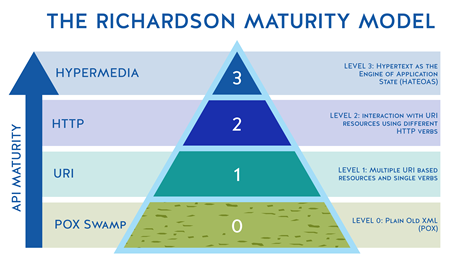 THE RICHARDSON MATURITY MODEL
API MATURITY
HYPERMEDIA
3
LEVEL 3: HYPERTEXT AS THE
ENGINE OF APPLICATION
STATE (HATEOAS)
HTTP
2
LEVEL 2: INTERACTION WITH URI
RESOURCES USING DIFFERENT
HTTP VERBS
URI
1
LEVEL 1: MULTIPLE URI BASED
RESOURCES AND SINGLE VERBS
POX SWAMP
0
LEVEL 0: PLAIN OLD XML
(POX)